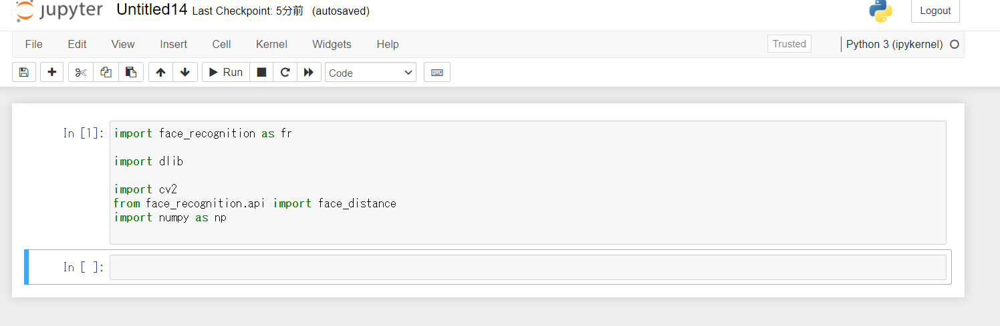 jupyter Untitled14 Last Checkpoint: 5分前 (autosaved) Logout
File Edit View Insert Cell Kernel Widgets Help Trusted Python 3 (ipykernel)
Run Code
In [1]: import face_recognition as fr
import dlib
import cv2
from face_recognition.api import face_distance
import numpy as np
In [ ]: